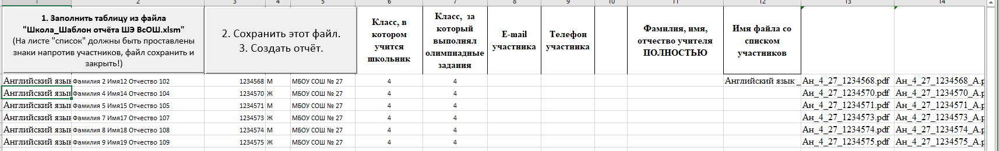 1 2 3 4 5 6 7 8 9 10 11 12 13 14
1. Заполнить таблицу из файла
"Школа_Шаблон отчёта ШЭ ВсОШ.xlsm"
(На листе "список" должны быть проставлены
знаки напротив участников, файл сохранить и
закрыть!)
2. Сохранить этот файл.
3. Создать отчёт.
Класс, в
котором
учится
школьник
Класс, за
который
выполнял
олимпиадные
задания
E-mail
участника
Телефон
участника
Фамилия, имя,
отчество учителя
ПОЛНОСТЬЮ
Имя файла со
списком
участников
Английский язык Фамилия 2 Имя12 Отчество 102 1234568 М МБОУ СОШ № 27 4 4 Английский язык _ Ан_4_27_1234568.pdf Ан_4_27_1234568_А.p
Английский язык Фамилия 4 Имя14 Отчество 104 1234570 Ж МБОУ СОШ № 27 4 4 Ан_4_27_1234570.pdf Ан_4_27_1234570_А.p
Английский язык Фамилия 5 Имя15 Отчество 105 1234571 М МБОУ СОШ № 27 4 4 Ан_4_27_1234571.pdf Ан_4_27_1234571_А.p
Английский язык Фамилия 7 Имя17 Отчество 107 1234573 Ж МБОУ СОШ № 27 4 4 Ан_4_27_1234573.pdf Ан_4_27_1234573_А.p
Английский язык Фамилия 8 Имя18 Отчество 108 1234574 М МБОУ СОШ № 27 4 4 Ан_4_27_1234574.pdf Ан_4_27_1234574_А.p
Английский язык Фамилия 9 Имя19 Отчество 109 1234575 Ж МБОУ СОШ № 27 4 4 Ан_4_27_1234575.pdf Ан_4_27_1234575_А.p